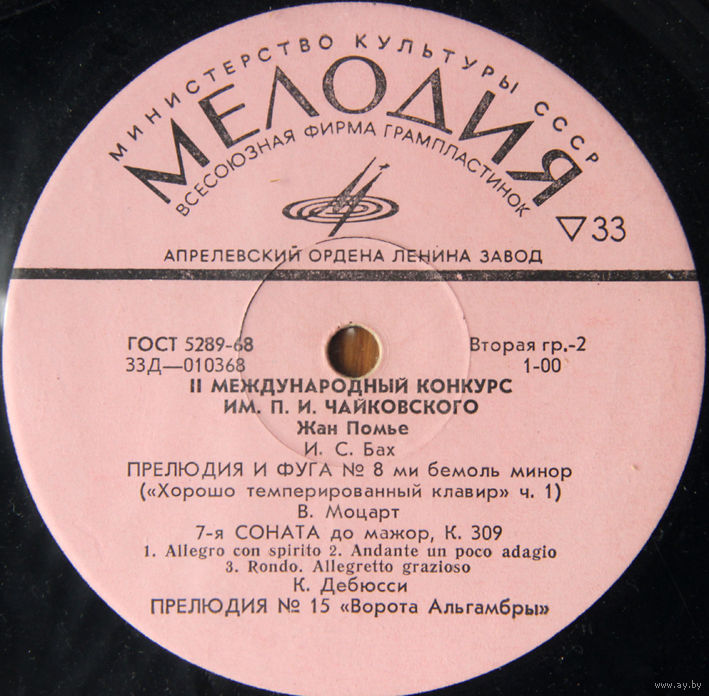 МИНИСТЕРСТВО КУЛЬТУРЫ СССР
МЕЛОДИЯ
ВСЕСОЮЗНАЯ ФИРМА ГРАМПЛАСТИНОК
▽33
АПРЕЛЕВСКИЙ ОРДЕНА ЛЕНИНА ЗАВОД
ГОСТ 5289-68 Вторая гр.-2
33Д—010368 1-00
II МЕЖДУНАРОДНЫЙ КОНКУРС
ИМ. П. И. ЧАЙКОВСКОГО
Жан Помье
И. С. Бах
ПРЕЛЮДИЯ И ФУГА № 8 ми бемоль минор
(«Хорошо темперированный клавир» ч. 1)
В. Моцарт
7-я СОНАТА до мажор, К. 309
1. Allegro con spirito 2. Andante un poco adagio
3. Rondo. Allegretto grazioso
К. Дебюсси
ПРЕЛЮДИЯ № 15 «Ворота Альгамбры»
www.ay.by